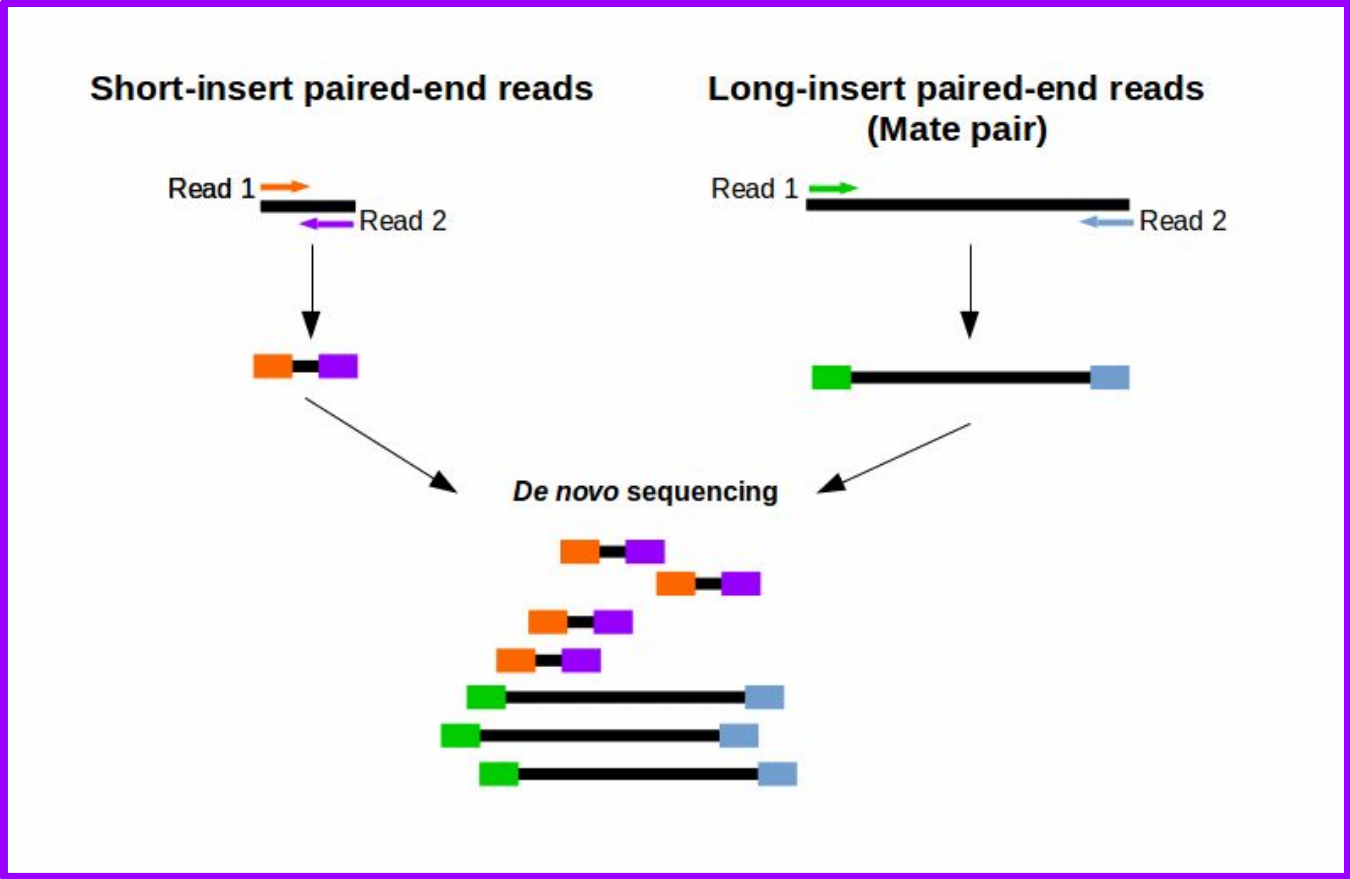 Short-insert paired-end reads
Long-insert paired-end reads
(Mate pair)
Read 1
Read 2
Read 1
Read 2
De novo sequencing